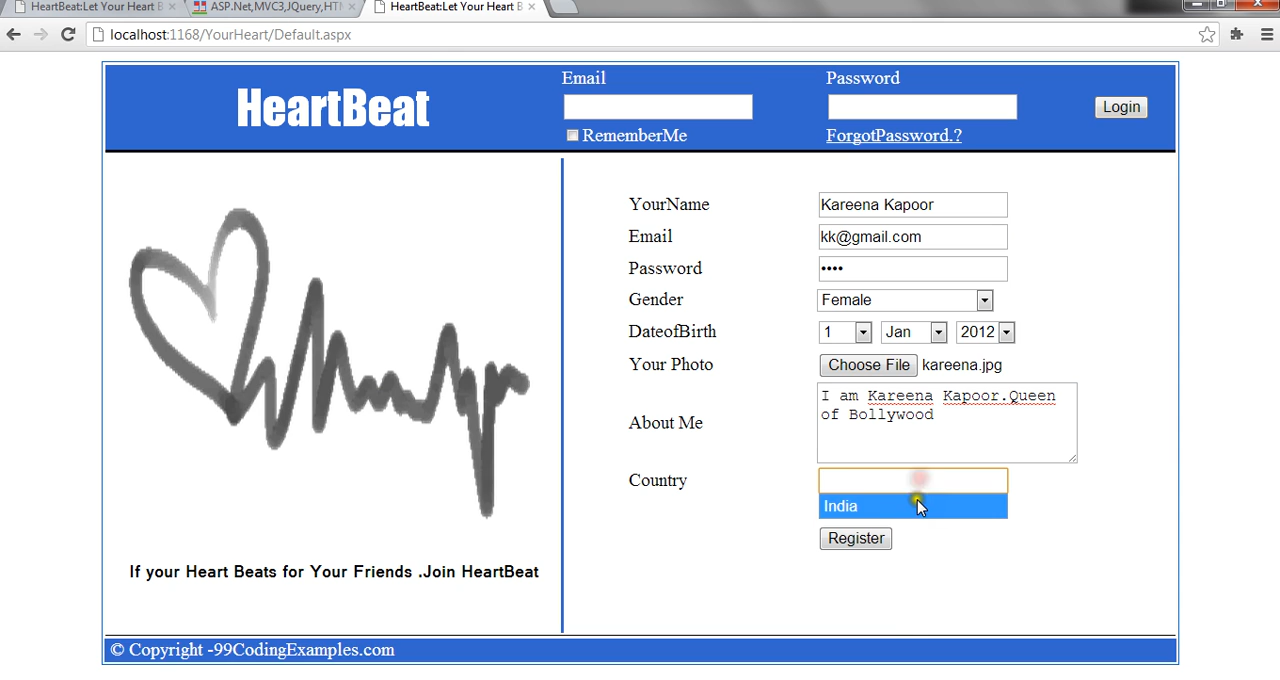 HeartBeat:Let Your Heart B
ASP.Net,MVC3,JQuery,HTM
HeartBeat:Let Your Heart B
localhost:1168/YourHeart/Default.aspx
HeartBeat
Email
Password
Login
RememberMe
ForgotPassword.?
YourName
Kareena Kapoor
Email
kk@gmail.com
Password
••••
Gender
Female
DateofBirth
1
Jan
2012
Your Photo
Choose File
kareena.jpg
About Me
I am Kareena Kapoor.Queen
of Bollywood
Country
India
Register
If your Heart Beats for Your Friends .Join HeartBeat
© Copyright -99CodingExamples.com